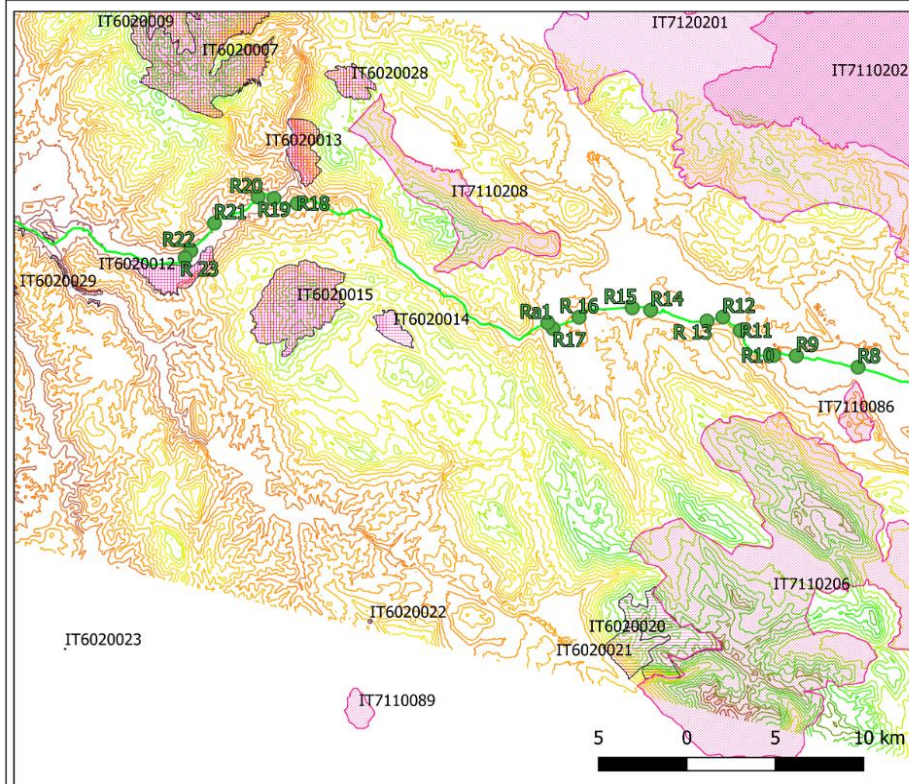 IT6020009
IT7120201
IT6020007
IT6020028
IT7110202
IT6020013
R20
IT7110208
R19
R18
R21
R22
IT6020012
R 23
IT6020029
IT6020015
Ra1
R 16
R15
R14
R12
IT6020014
R17
R 13
R11
R10
R9
R8
IT7110086
IT7110206
IT6020022
IT6020020
IT6020023
IT6020021
IT7110089
5 0 5 10 km